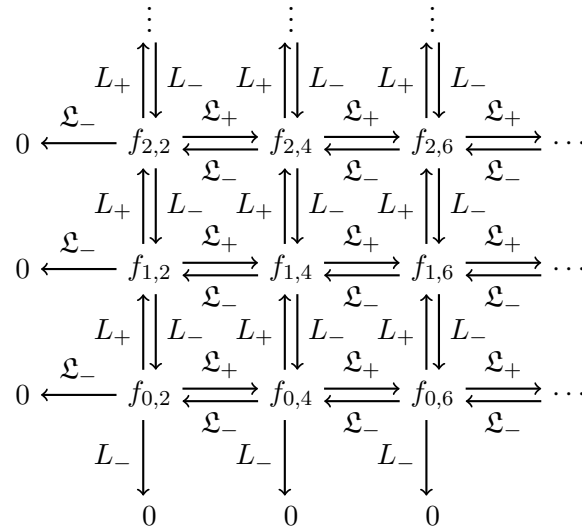 ⋮ ⋮ ⋮
L₊ L₋ L₊ L₋ L₊ L₋
0 𝔏₋ f₂,₂ 𝔏₊ 𝔏₋ f₂,₄ 𝔏₊ 𝔏₋ f₂,₆ 𝔏₊ 𝔏₋ ⋯
L₊ L₋ L₊ L₋ L₊ L₋
0 𝔏₋ f₁,₂ 𝔏₊ 𝔏₋ f₁,₄ 𝔏₊ 𝔏₋ f₁,₆ 𝔏₊ 𝔏₋ ⋯
L₊ L₋ L₊ L₋ L₊ L₋
0 𝔏₋ f₀,₂ 𝔏₊ 𝔏₋ f₀,₄ 𝔏₊ 𝔏₋ f₀,₆ 𝔏₊ 𝔏₋ ⋯
L₋ L₋ L₋
0 0 0